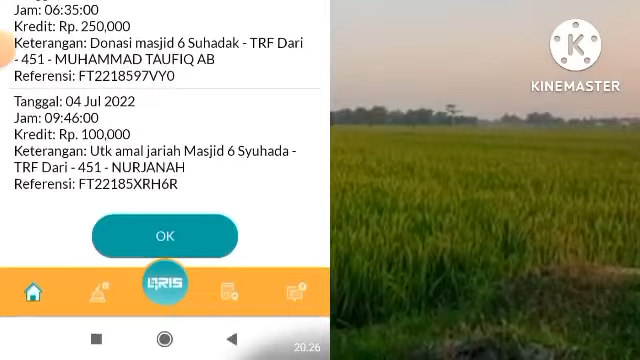 Jam: 06:35:00
Kredit: Rp. 250,000
Keterangan: Donasi masjid 6 Suhadak - TRF Dari
- 451 - MUHAMMAD TAUFIQ AB
Referensi: FT2218597VY0
Tanggal: 04 Jul 2022
Jam: 09:46:00
Kredit: Rp. 100,000
Keterangan: Utk amal jariah Masjid 6 Syuhada -
TRF Dari - 451 - NURJANAH
Referensi: FT22185XRH6R
OK
QRIS
20.26
K
KINEMASTER